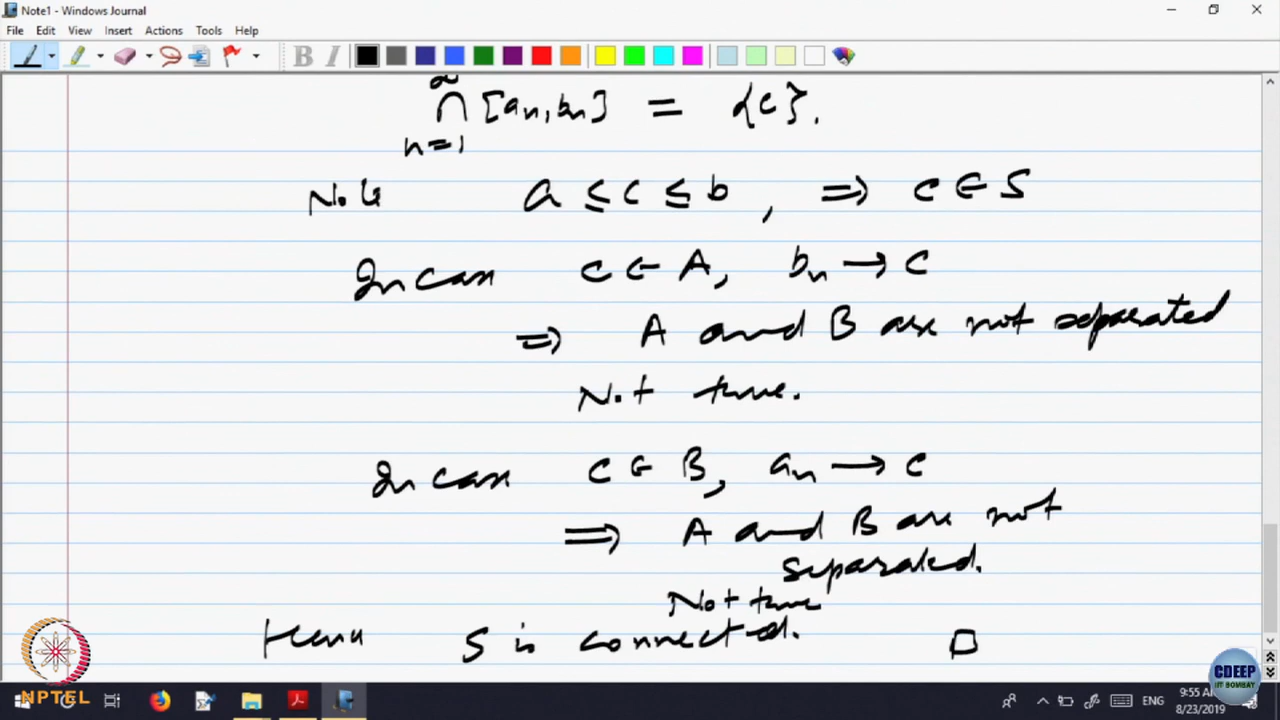 Note1 - Windows Journal
File Edit View Insert Actions Tools Help
∞
⋂ [aₙ, bₙ] = {c}.
n=1
Note a ≤ c ≤ b, ⇒ c ∈ S
In case c ∈ A, bₙ → c
⇒ A and B are not separated
Not true.
In case c ∈ B, aₙ → c
⇒ A and B are not
separated.
Not true
Hence S is connected. □
NPTEL
CDEEP
IIT BOMBAY
ENG
9:55 A
8/23/2019